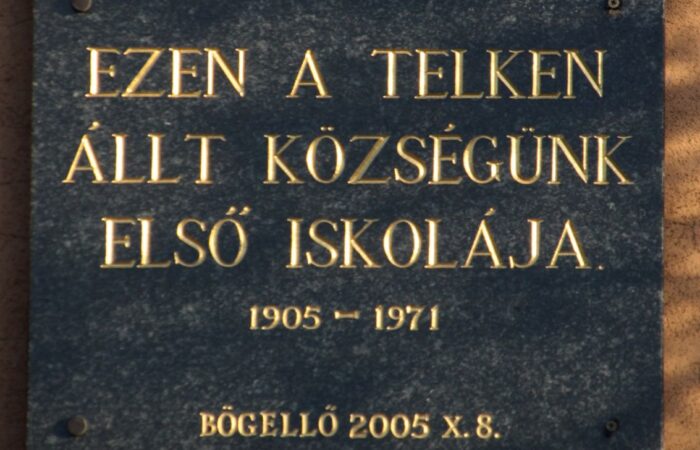 EZEN A TELKEN
ÁLLT KÖZSÉGÜNK
ELSŐ ISKOLÁJA.
1905 - 1971
BÖGELLŐ 2005 X. 8.